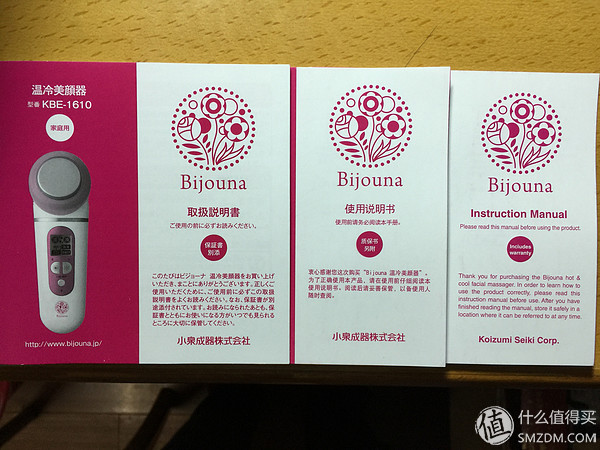 温冷美顔器
型番 KBE-1610
家庭用
http://www.bijouna.jp/
Bijouna
取扱説明書
ご使用の前に必ずお読みください。
保証書
別添
このたびはビジョーナ 温冷美顔器をお買い上げ
いただき、まことにありがとうございます。正しくご
使用いただくために、ご使用前に必ずこの取扱
説明書をよくお読みください。なお、保証書が別
途添付されています。お読みになられたあとも、保
証書とともにお使いになる方がいつでも見られる
ところに大切に保管してください。
小泉成器株式会社
Bijouna
使用说明书
使用前请务必阅读本手册。
质保书
另附
衷心感谢您这次购买“Bijouna 温冷美颜器”。
为了正确使用本产品，请在使用前仔细阅读本
使用说明书。阅读后请妥善保管，以备使用人
随时查阅。
小泉成器株式会社
Bijouna
Instruction Manual
Please read this manual before using the product.
Includes
warranty
Thank you for purchasing the Bijouna hot &
cool facial massager. In order to learn how to
use the product correctly, please read this
instruction manual before use. After you have
finished reading the manual, store it safely in a
location where it can be referred to at any time.
Koizumi Seiki Corp.
值 什么值得买
SMZDM.COM